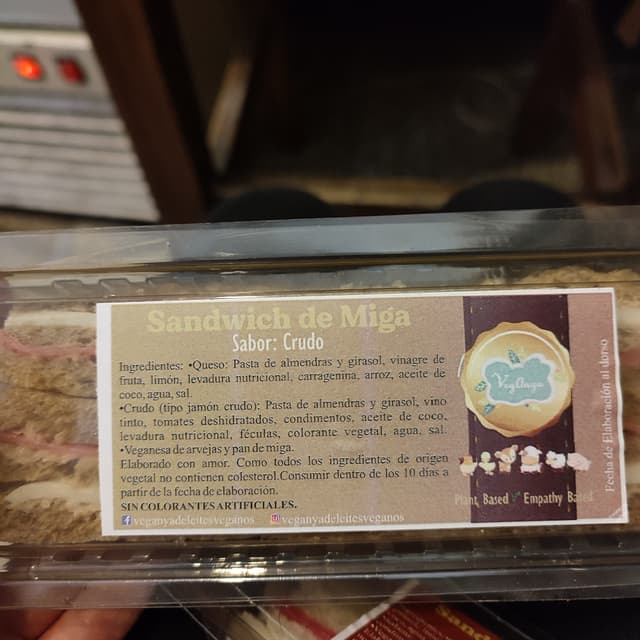 Sandwich de Miga
Sabor: Crudo
Ingredientes: •Queso: Pasta de almendras y girasol, vinagre de
fruta, limón, levadura nutricional, carragenina, arroz, aceite de
coco, agua, sal.
•Crudo (tipo jamón crudo): Pasta de almendras y girasol, vino
tinto, tomates deshidratados, condimentos, aceite de coco,
levadura nutricional, féculas, colorante vegetal, agua, sal.
•Veganesa de arvejas y pan de miga.
Elaborado con amor. Como todos los ingredientes de origen
vegetal no contienen colesterol.Consumir dentro de los 10 días a
partir de la fecha de elaboración.
SIN COLORANTES ARTIFICIALES.
veganyadeleitesveganos veganyadeleitesveganos
VegAnya
Plant Based Empathy Based
Fecha de Elaboración al dorso